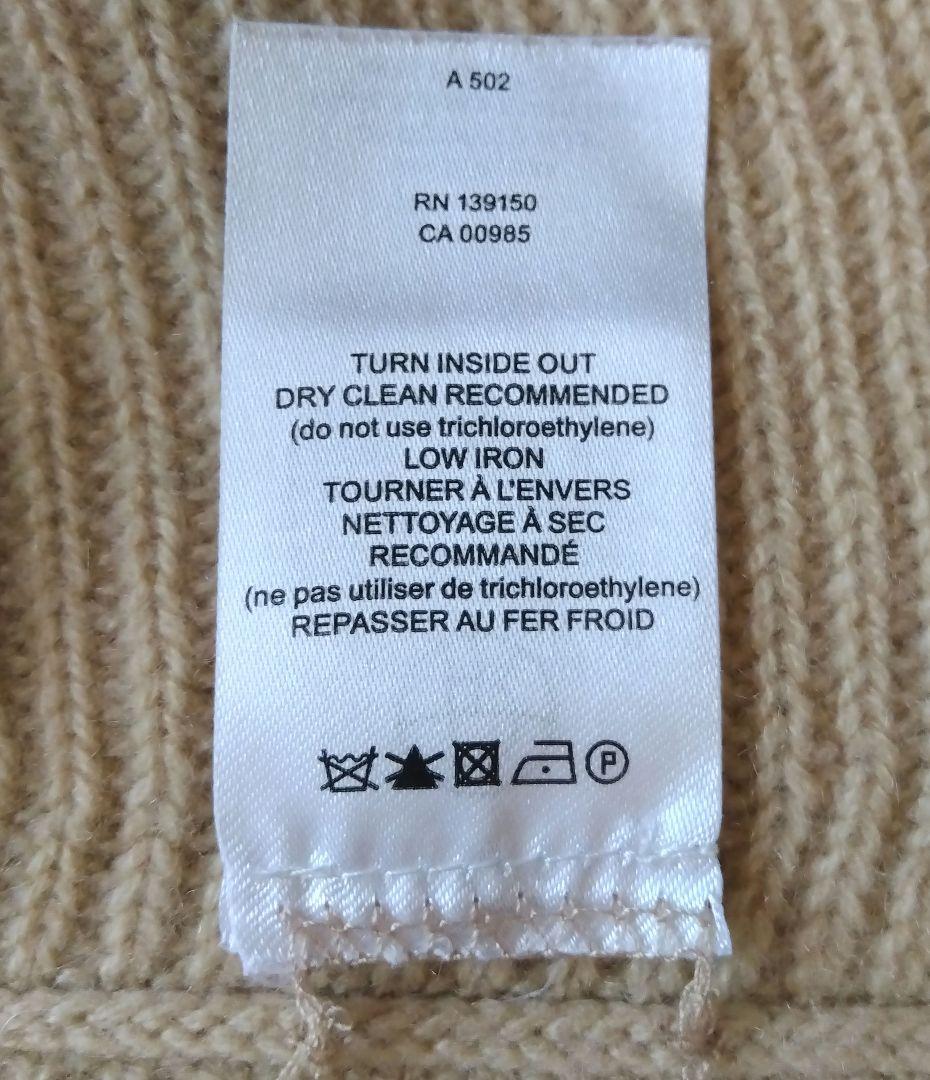 A 502
RN 139150
CA 00985
TURN INSIDE OUT
DRY CLEAN RECOMMENDED
(do not use trichloroethylene)
LOW IRON
TOURNER À L'ENVERS
NETTOYAGE À SEC
RECOMMANDÉ
(ne pas utiliser de trichloroethylene)
REPASSER AU FER FROID
P